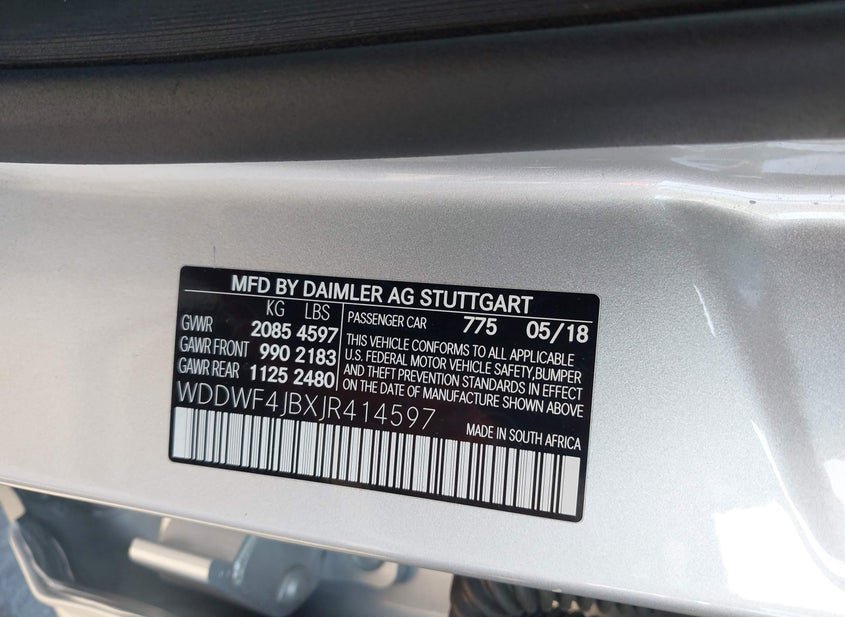 MFD BY DAIMLER AG STUTTGART
KG LBS
GVWR 2085 4597
GAWR FRONT 990 2183
GAWR REAR 1125 2480
PASSENGER CAR 775 05/18
THIS VEHICLE CONFORMS TO ALL APPLICABLE
U.S. FEDERAL MOTOR VEHICLE SAFETY, BUMPER
AND THEFT PREVENTION STANDARDS IN EFFECT
ON THE DATE OF MANUFACTURE SHOWN ABOVE
WDDWF4JBXJR414597
MADE IN SOUTH AFRICA